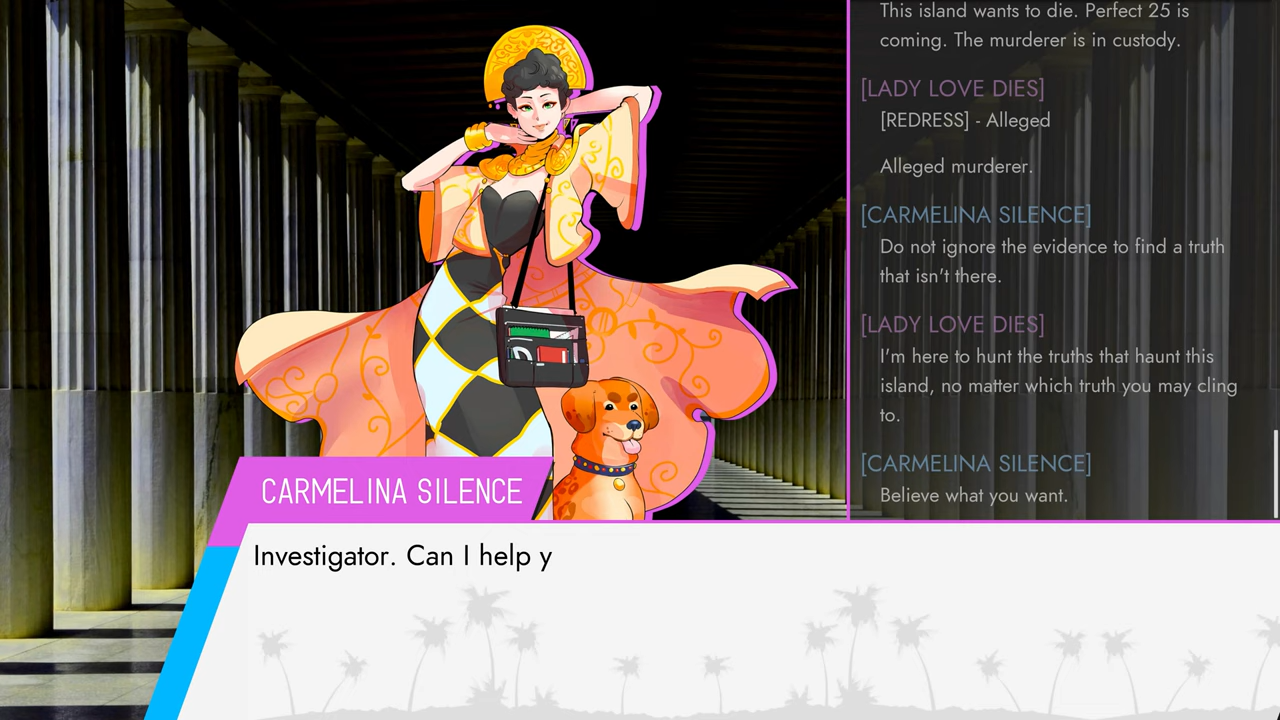 This island wants to die. Perfect 25 is
coming. The murderer is in custody.
[LADY LOVE DIES]
[REDRESS] - Alleged
Alleged murderer.
[CARMELINA SILENCE]
Do not ignore the evidence to find a truth
that isn't there.
[LADY LOVE DIES]
I'm here to hunt the truths that haunt this
island, no matter which truth you may cling
to.
[CARMELINA SILENCE]
Believe what you want.
CARMELINA SILENCE
Investigator. Can I help y